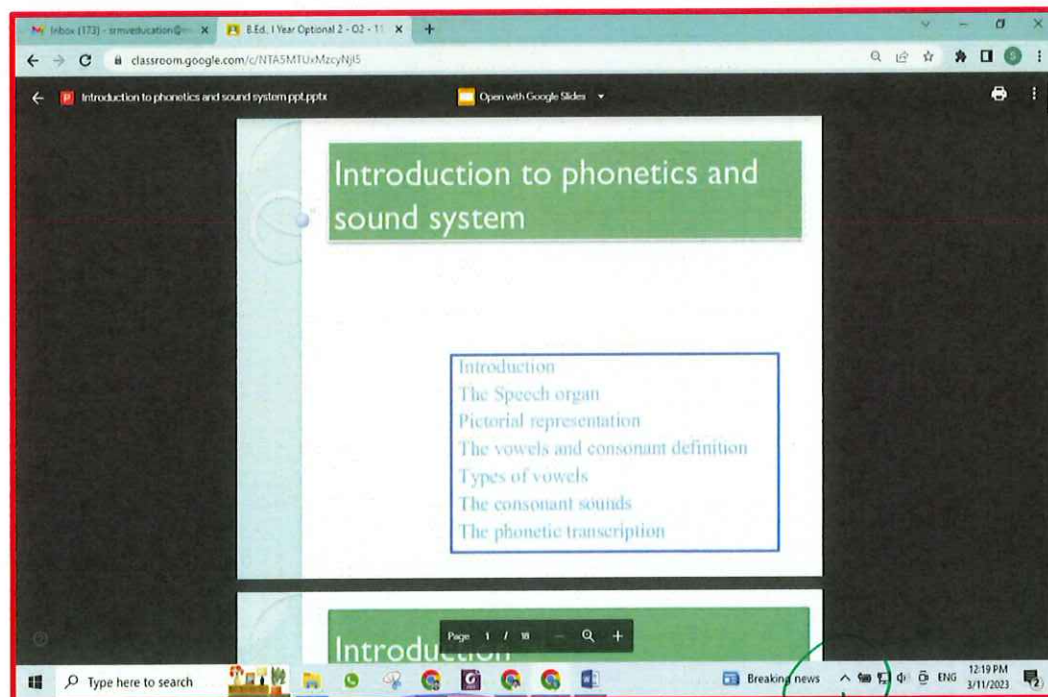 Inbox (173) - srmveducation@
B.Ed. I Year Optional 2 - O2 - 1
classroom.google.com/c/NTA5MTUxMzcyNjI5
S
P Introduction to phonetics and sound system ppt.pptx
Open with Google Slides
Introduction to phonetics and
sound system
Introduction
The Speech organ
Pictorial representation
The vowels and consonant definition
Types of vowels
The consonant sounds
The phonetic transcription
Page 1 / 18
Introduction
Type here to search
Breaking news
ENG
12:19 PM
3/11/2023
2